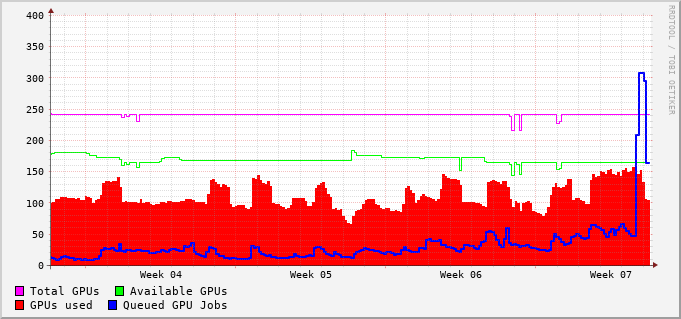 RRDTOOL / TOBI OETIKER
400
350
300
250
200
150
100
50
0
Week 04 Week 05 Week 06 Week 07
Total GPUs Available GPUs
GPUs used Queued GPU Jobs